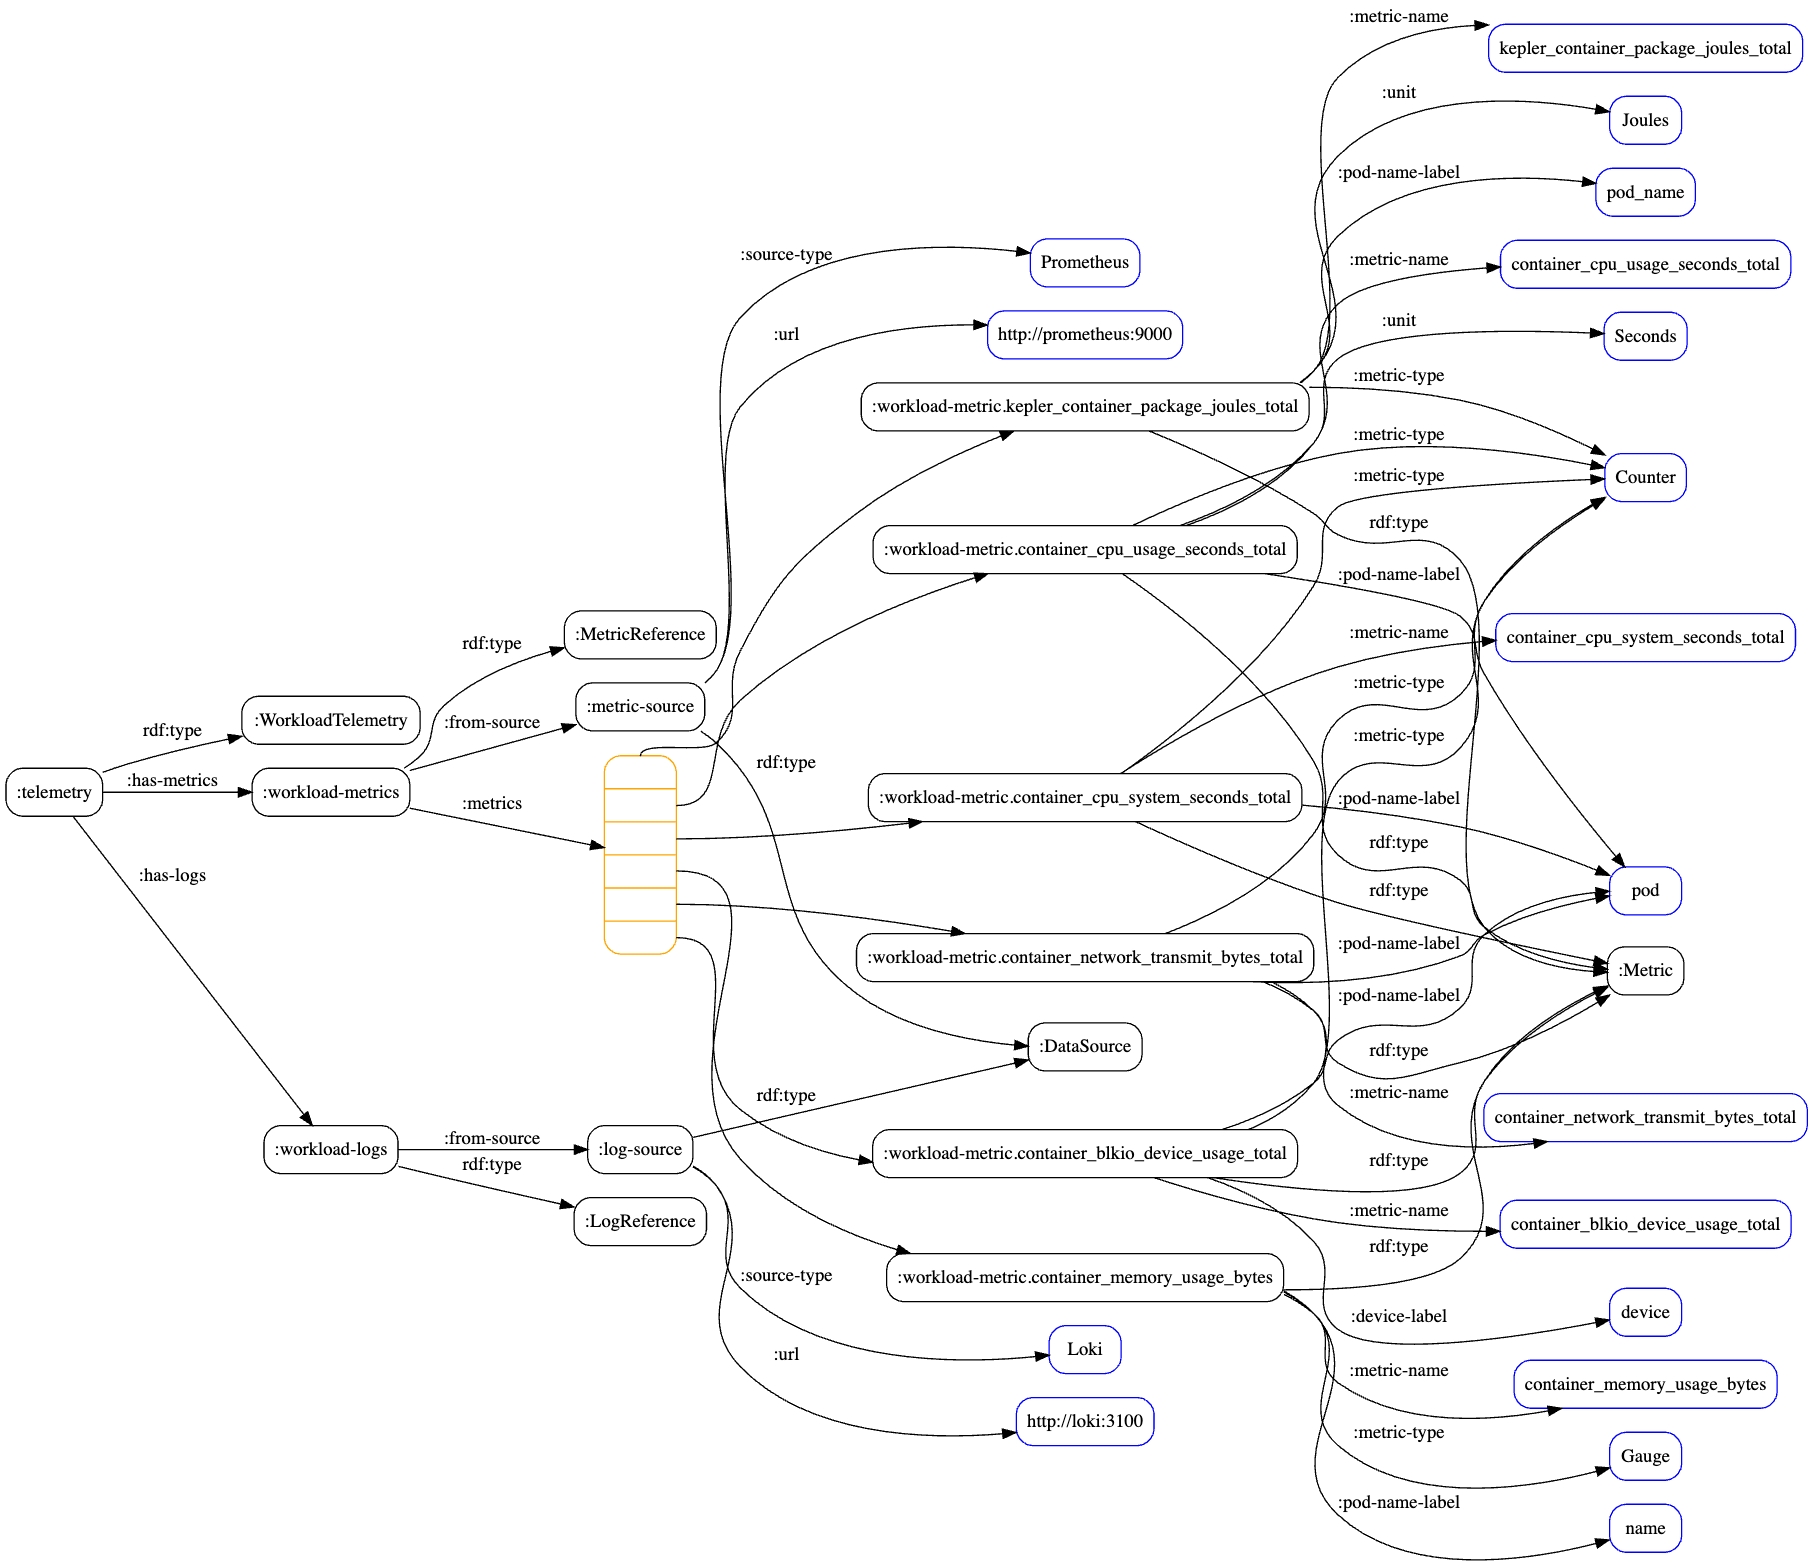 :metric-name
kepler_container_package_joules_total
:unit
Joules
:pod-name-label
pod_name
:source-type
Prometheus
:metric-name
container_cpu_usage_seconds_total
:url
http://prometheus:9000
:unit
Seconds
:workload-metric.kepler_container_package_joules_total
:metric-type
:metric-type
:metric-type
Counter
rdf:type
:workload-metric.container_cpu_usage_seconds_total
:pod-name-label
rdf:type
:MetricReference
:metric-name
container_cpu_system_seconds_total
:metric-type
:metric-type
rdf:type
:WorkloadTelemetry
:from-source
:metric-source
rdf:type
:telemetry
:has-metrics
:workload-metrics
:metrics
:workload-metric.container_cpu_system_seconds_total
:pod-name-label
rdf:type
rdf:type
pod
:has-logs
:workload-metric.container_network_transmit_bytes_total
:pod-name-label
:Metric
:pod-name-label
:DataSource
rdf:type
rdf:type
:metric-name
container_network_transmit_bytes_total
:workload-logs
:from-source
rdf:type
:log-source
:workload-metric.container_blkio_device_usage_total
rdf:type
:LogReference
:metric-name
container_blkio_device_usage_total
rdf:type
:workload-metric.container_memory_usage_bytes
:source-type
Loki
:device-label
device
:url
http://loki:3100
:metric-name
container_memory_usage_bytes
:metric-type
Gauge
:pod-name-label
name